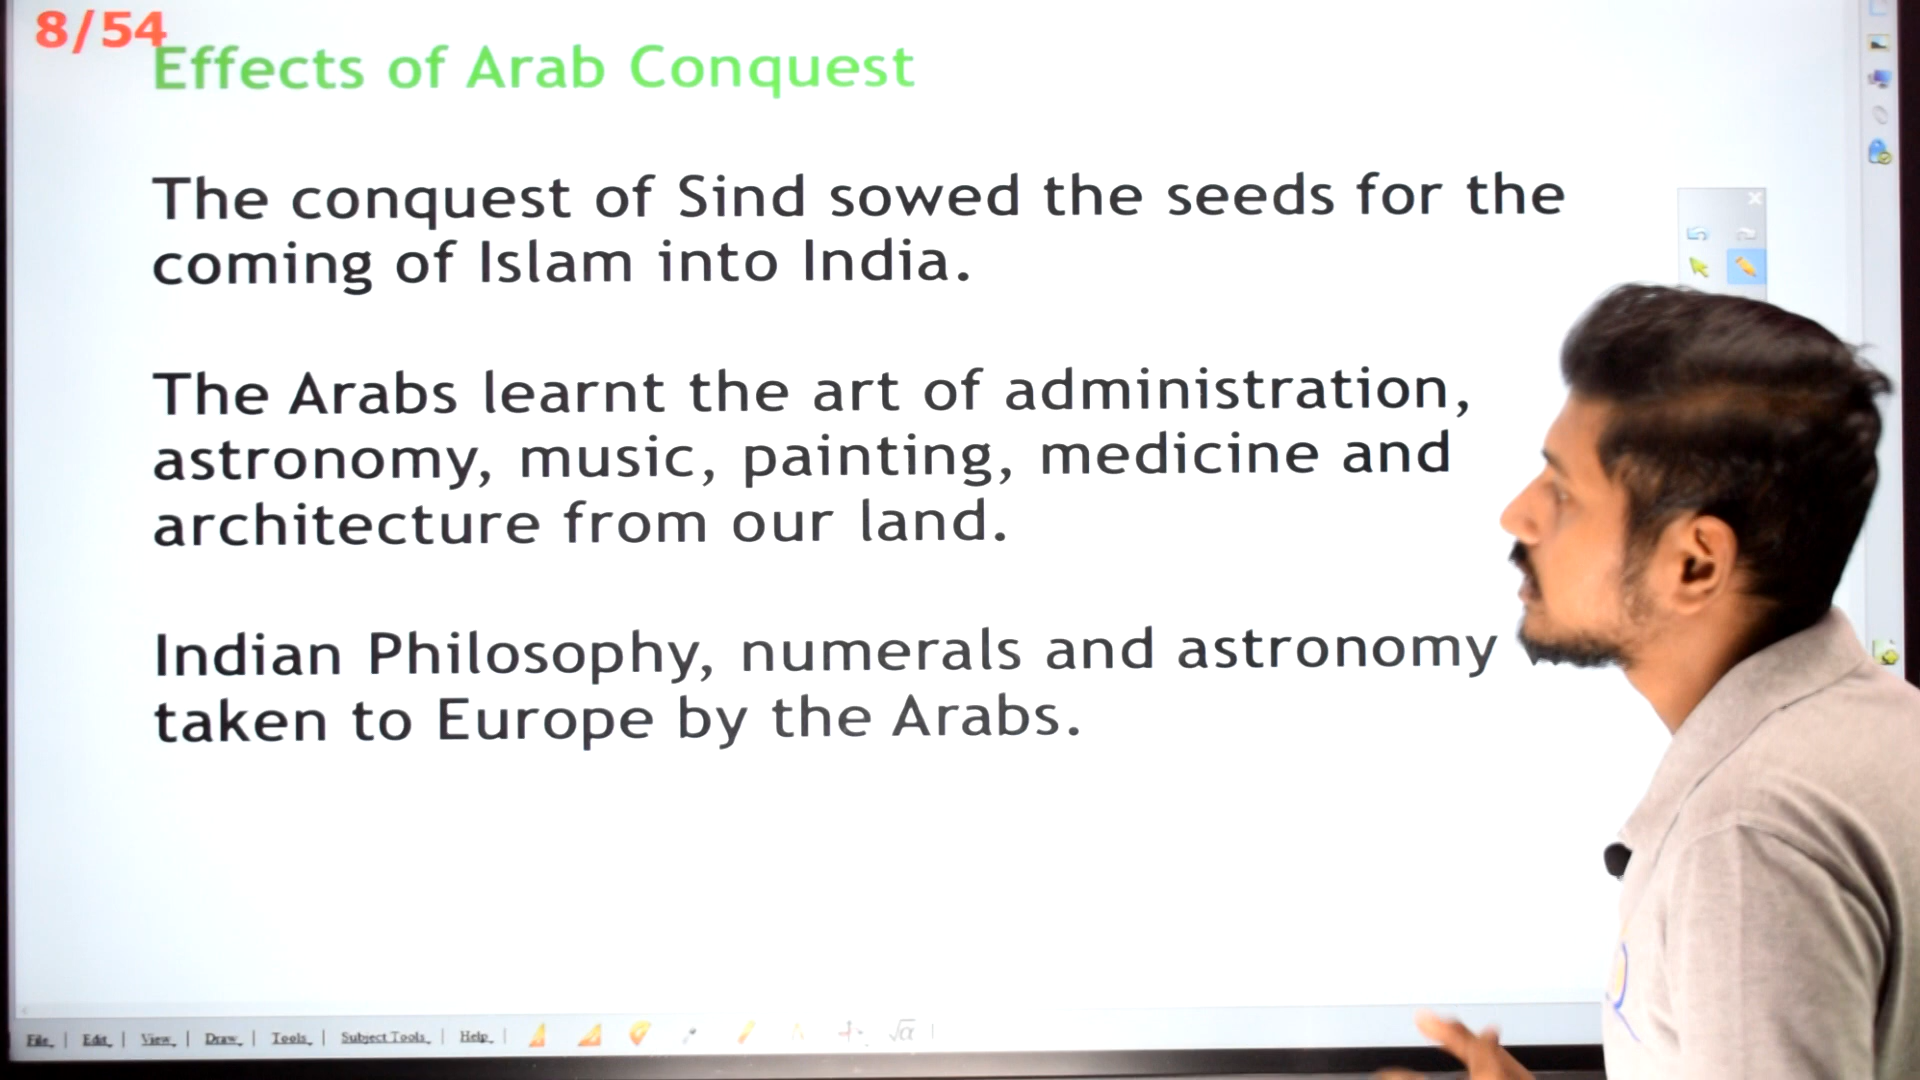 8/54
Effects of Arab Conquest
The conquest of Sind sowed the seeds for the
coming of Islam into India.
The Arabs learnt the art of administration,
astronomy, music, painting, medicine and
architecture from our land.
Indian Philosophy, numerals and astronomy
taken to Europe by the Arabs.
File | Edit | View | Draw | Tools | Subject Tools | Help |